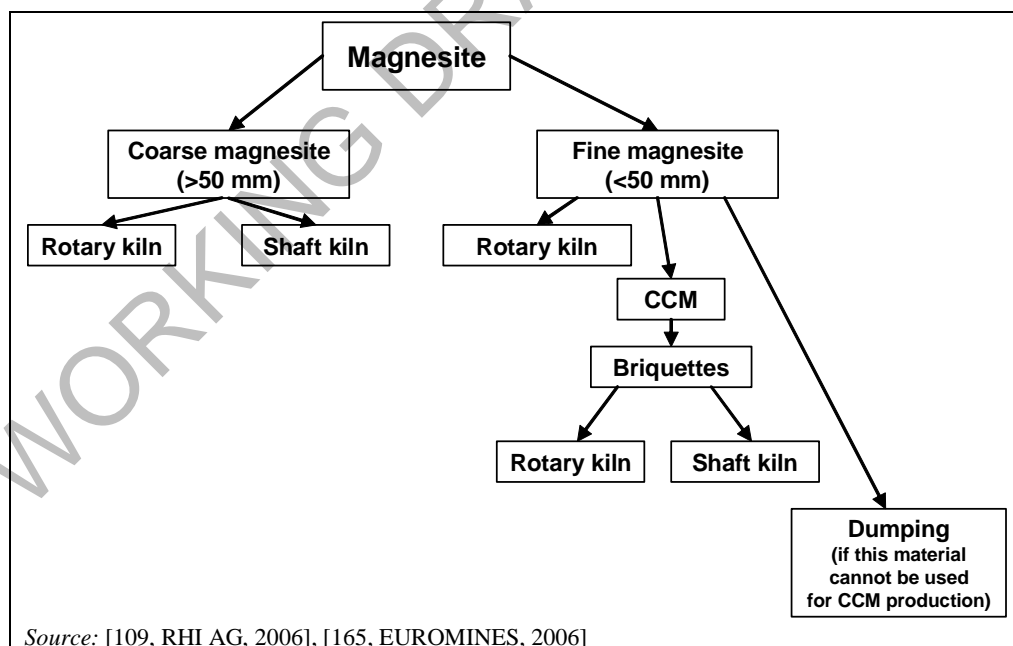 Magnesite
Coarse magnesite
(>50 mm)
Fine magnesite
(<50 mm)
Rotary kiln
Shaft kiln
Rotary kiln
CCM
Briquettes
Rotary kiln
Shaft kiln
Dumping
(if this material
cannot be used
for CCM production)
Source: [109, RHI AG, 2006], [165, EUROMINES, 2006]
WORKING DRA